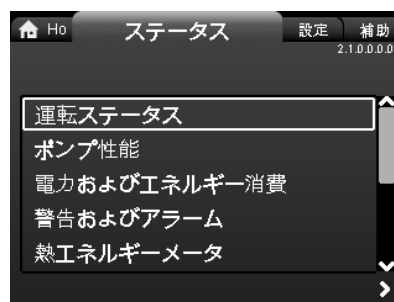 Ho ステータス 設定 補助
2.1.0.0.0.0
運転ステータス
ポンプ性能
電力およびエネルギー消費
警告およびアラーム
熱エネルギーメータ